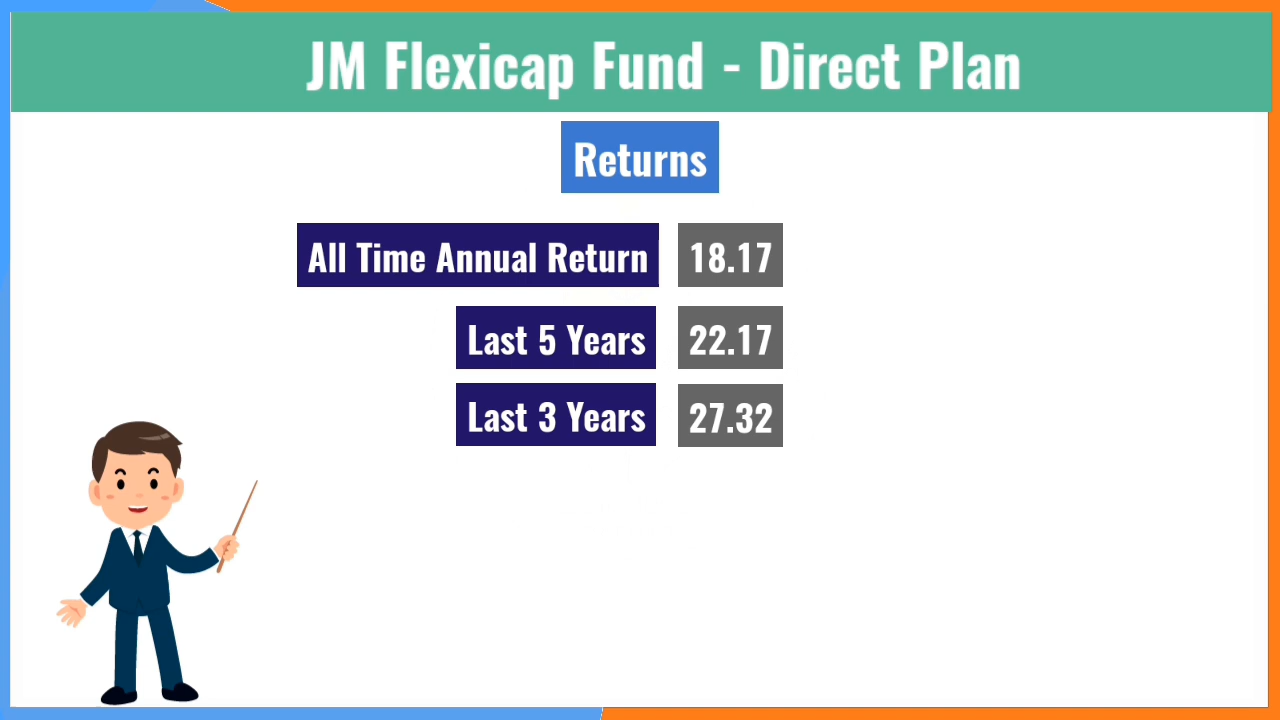 JM Flexicap Fund - Direct Plan
Returns
All Time Annual Return 18.17
Last 5 Years 22.17
Last 3 Years 27.32